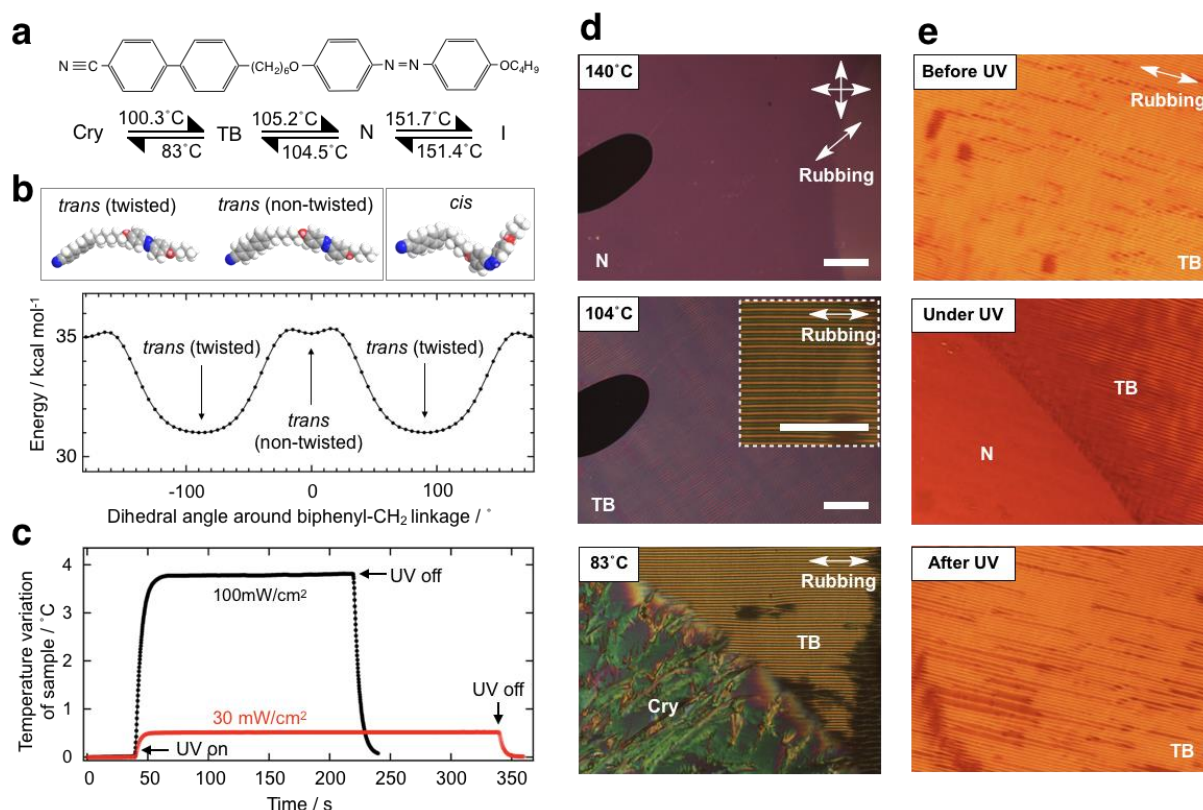 a
N≡C
(CH2)6O
N=N
OC4H9
Cry
100.3˚C
83˚C
TB
105.2˚C
104.5˚C
N
151.7˚C
151.4˚C
I
b
trans (twisted)
trans (non-twisted)
cis
Energy / kcal mol-1
35
30
trans (twisted)
trans
(non-twisted)
trans (twisted)
-100
0
100
Dihedral angle around biphenyl-CH2 linkage / ˚
c
Temperature variation
of sample / ˚C
4
3
2
1
0
100mW/cm2
UV off
30 mW/cm2
UV off
UV on
0
50
100
150
200
250
300
350
Time / s
d
140˚C
Rubbing
N
104˚C
Rubbing
TB
83˚C
Rubbing
TB
Cry
e
Before UV
Rubbing
TB
Under UV
TB
N
After UV
TB